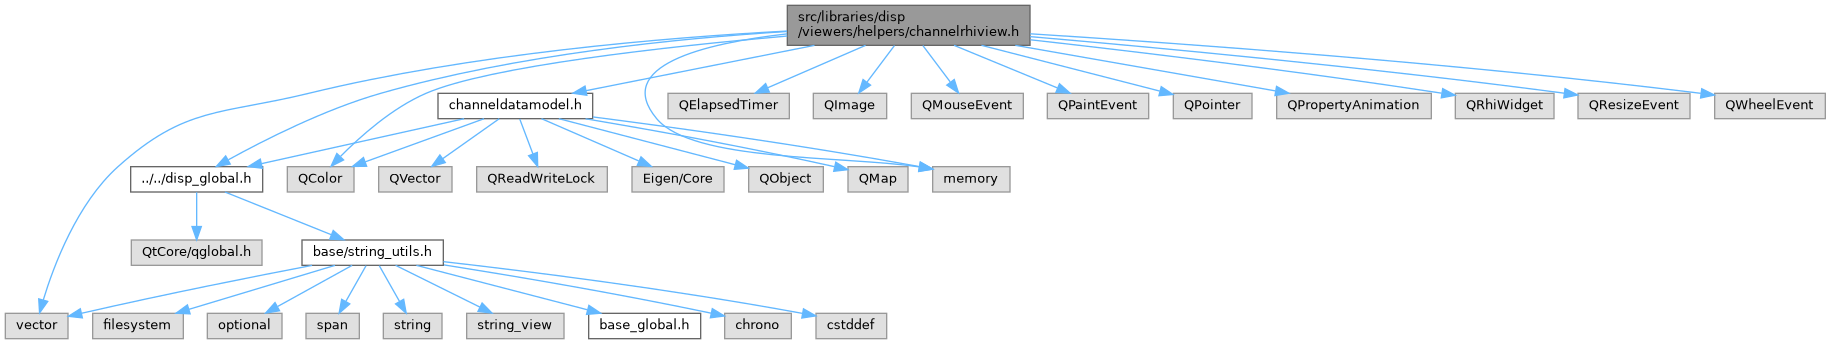 src/libraries/disp
/viewers/helpers/channelrhiview.h
channeldatamodel.h
QElapsedTimer
QImage
QMouseEvent
QPaintEvent
QPointer
QPropertyAnimation
QRhiWidget
QResizeEvent
QWheelEvent
../../disp_global.h
QColor
QVector
QReadWriteLock
Eigen/Core
QObject
QMap
memory
QtCore/qglobal.h
base/string_utils.h
vector
filesystem
optional
span
string
string_view
base_global.h
chrono
cstddef